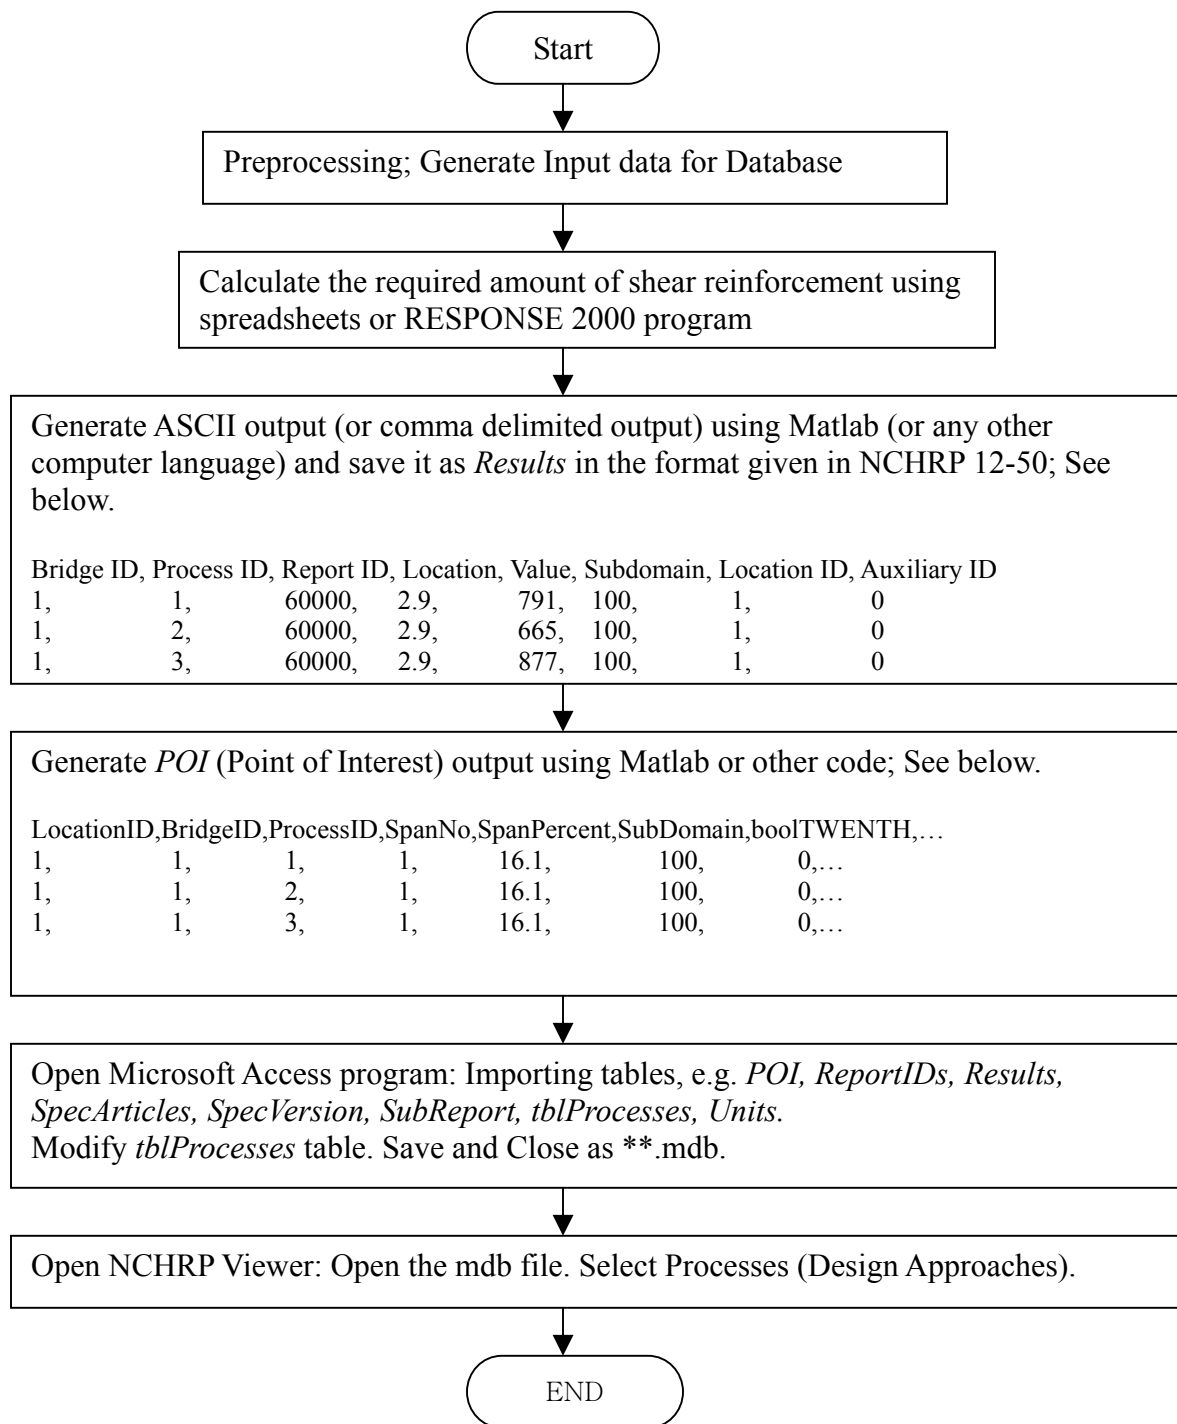 Start
Preprocessing; Generate Input data for Database
Calculate the required amount of shear reinforcement using
spreadsheets or RESPONSE 2000 program
Generate ASCII output (or comma delimited output) using Matlab (or any other
computer language) and save it as Results in the format given in NCHRP 12-50; See
below.
Bridge ID, Process ID, Report ID, Location, Value, Subdomain, Location ID, Auxiliary ID
1, 1, 60000, 2.9, 791, 100, 1, 0
1, 2, 60000, 2.9, 665, 100, 1, 0
1, 3, 60000, 2.9, 877, 100, 1, 0
Generate POI (Point of Interest) output using Matlab or other code; See below.
LocationID,BridgeID,ProcessID,SpanNo,SpanPercent,SubDomain,boolTWENTH,…
1, 1, 1, 1, 16.1, 100, 0,…
1, 1, 2, 1, 16.1, 100, 0,…
1, 1, 3, 1, 16.1, 100, 0,…
Open Microsoft Access program: Importing tables, e.g. POI, ReportIDs, Results,
SpecArticles, SpecVersion, SubReport, tblProcesses, Units.
Modify tblProcesses table. Save and Close as **.mdb.
Open NCHRP Viewer: Open the mdb file. Select Processes (Design Approaches).
END